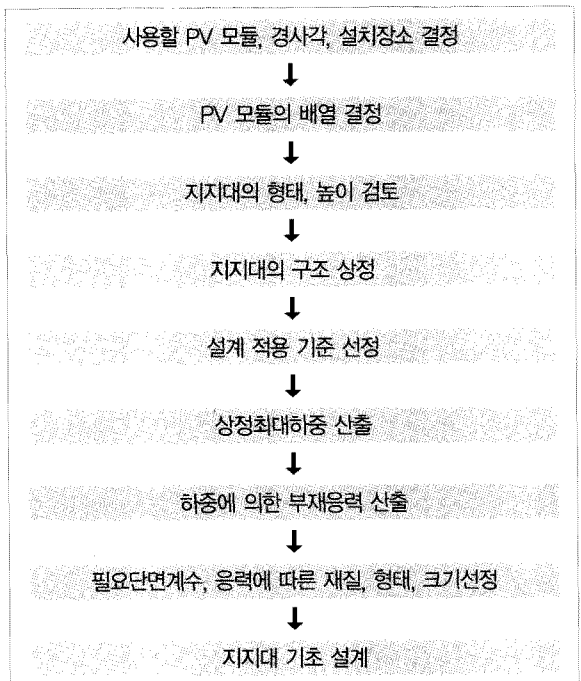 사용할 PV 모듈, 경사각, 설치장소 결정
PV 모듈의 배열 결정
지지대의 형태, 높이 검토
지지대의 구조 상정
설계 적용 기준 선정
상정최대하중 산출
하중에 의한 부재응력 산출
필요단면계수, 응력에 따른 재질, 형태, 크기선정
지지대 기초 설계